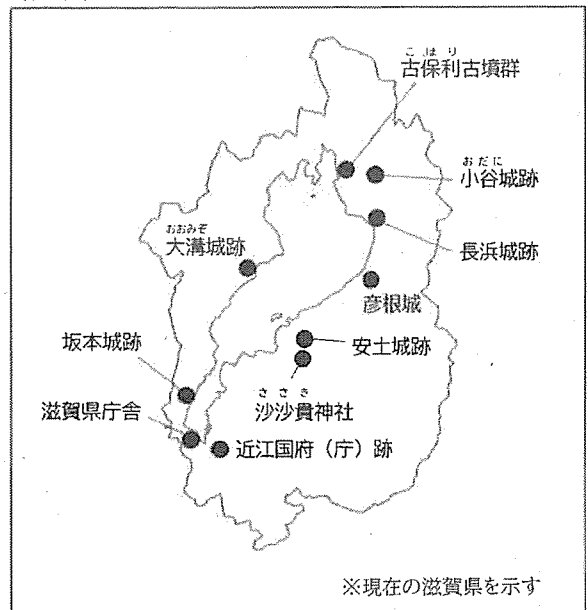 こほり
古保利古墳群
おだに
小谷城跡
おおみぞ
大溝城跡
長浜城跡
彦根城
坂本城跡
安土城跡
ささき
沙沙貴神社
滋賀県庁舎
近江国府（庁）跡
※現在の滋賀県を示す